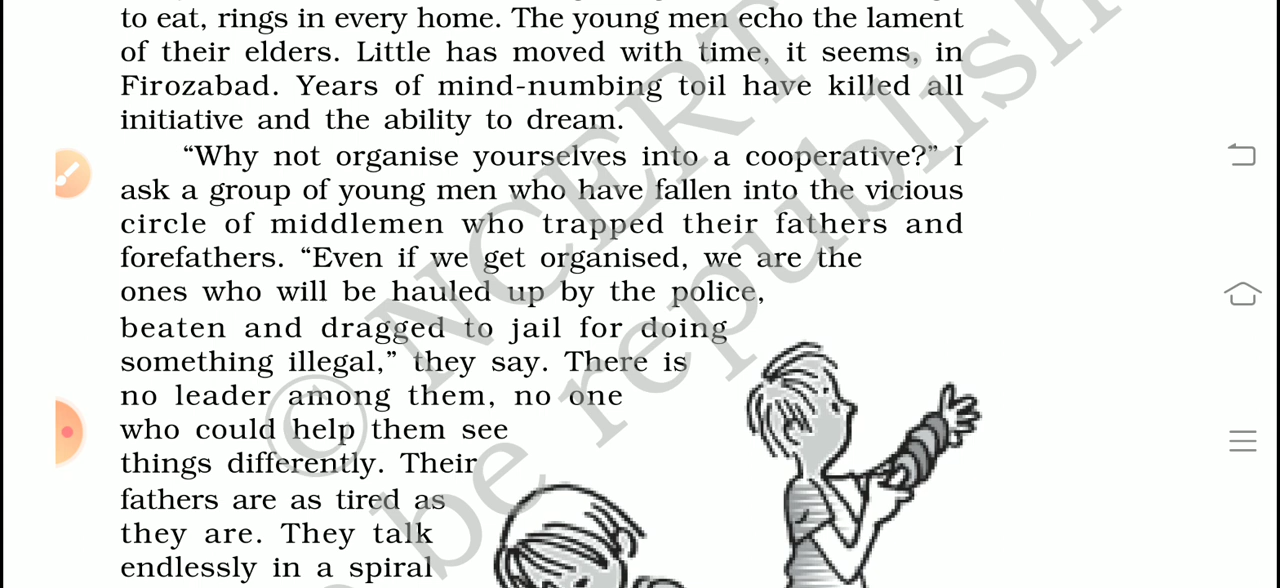 to eat, rings in every home. The young men echo the lament
of their elders. Little has moved with time, it seems, in
Firozabad. Years of mind-numbing toil have killed all
initiative and the ability to dream.
“Why not organise yourselves into a cooperative?” I
ask a group of young men who have fallen into the vicious
circle of middlemen who trapped their fathers and
forefathers. “Even if we get organised, we are the
ones who will be hauled up by the police,
beaten and dragged to jail for doing
something illegal,” they say. There is
no leader among them, no one
who could help them see
things differently. Their
fathers are as tired as
they are. They talk
endlessly in a spiral
© NCERT
be republish